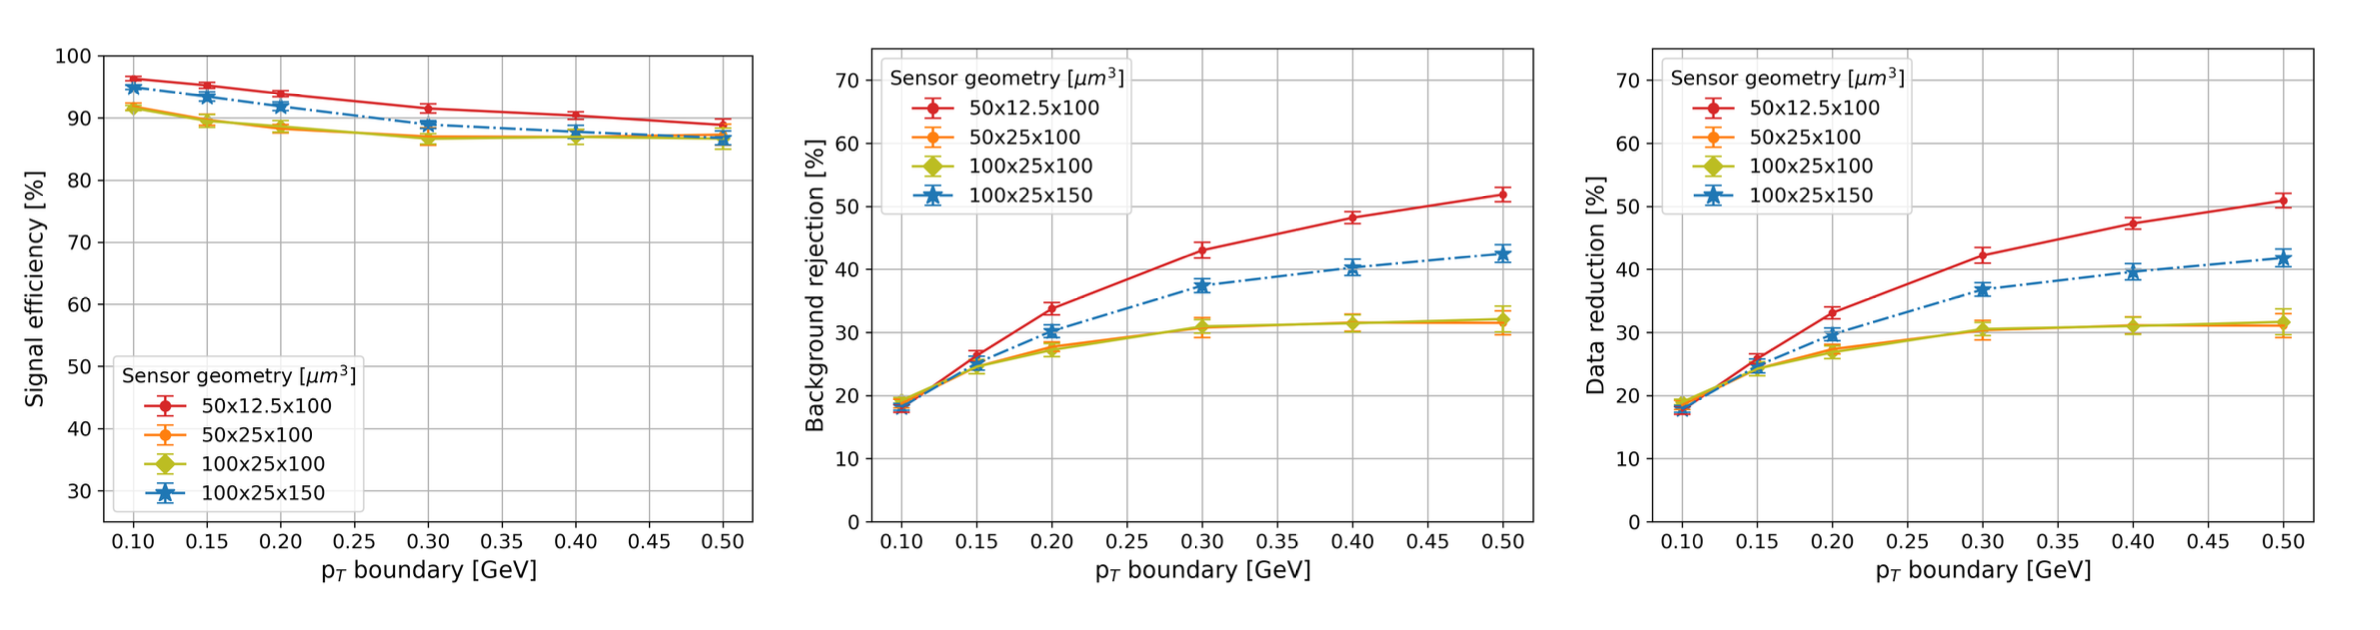 Signal efficiency [%]
100
90
80
70
60
50
40
30
Sensor geometry [μm³]
50x12.5x100
50x25x100
100x25x100
100x25x150
0.10 0.15 0.20 0.25 0.30 0.35 0.40 0.45 0.50
p_T boundary [GeV]
Background rejection [%]
70
60
50
40
30
20
10
0
Sensor geometry [μm³]
50x12.5x100
50x25x100
100x25x100
100x25x150
0.10 0.15 0.20 0.25 0.30 0.35 0.40 0.45 0.50
p_T boundary [GeV]
Data reduction [%]
70
60
50
40
30
20
10
0
Sensor geometry [μm³]
50x12.5x100
50x25x100
100x25x100
100x25x150
0.10 0.15 0.20 0.25 0.30 0.35 0.40 0.45 0.50
p_T boundary [GeV]